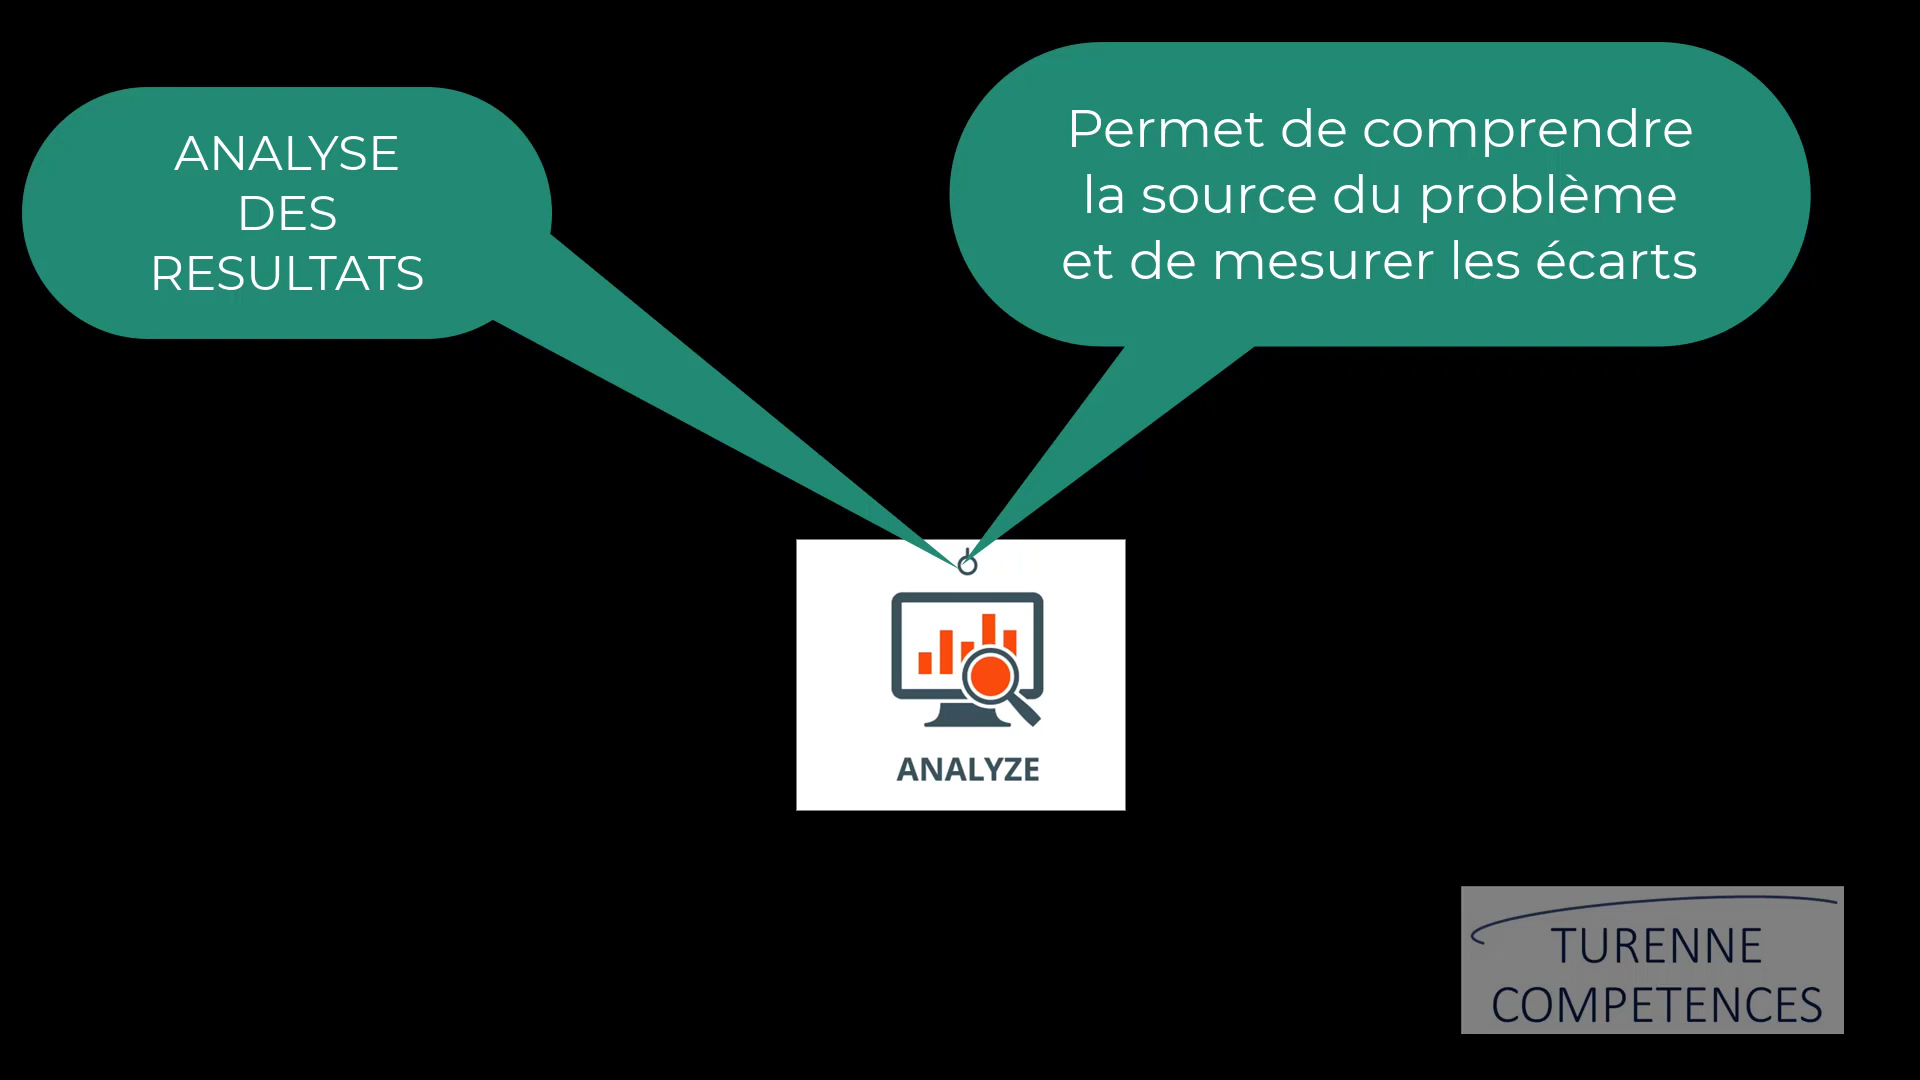 ANALYSE
DES
RESULTATS
Permet de comprendre
la source du problème
et de mesurer les écarts
ANALYZE
TURENNE
COMPETENCES